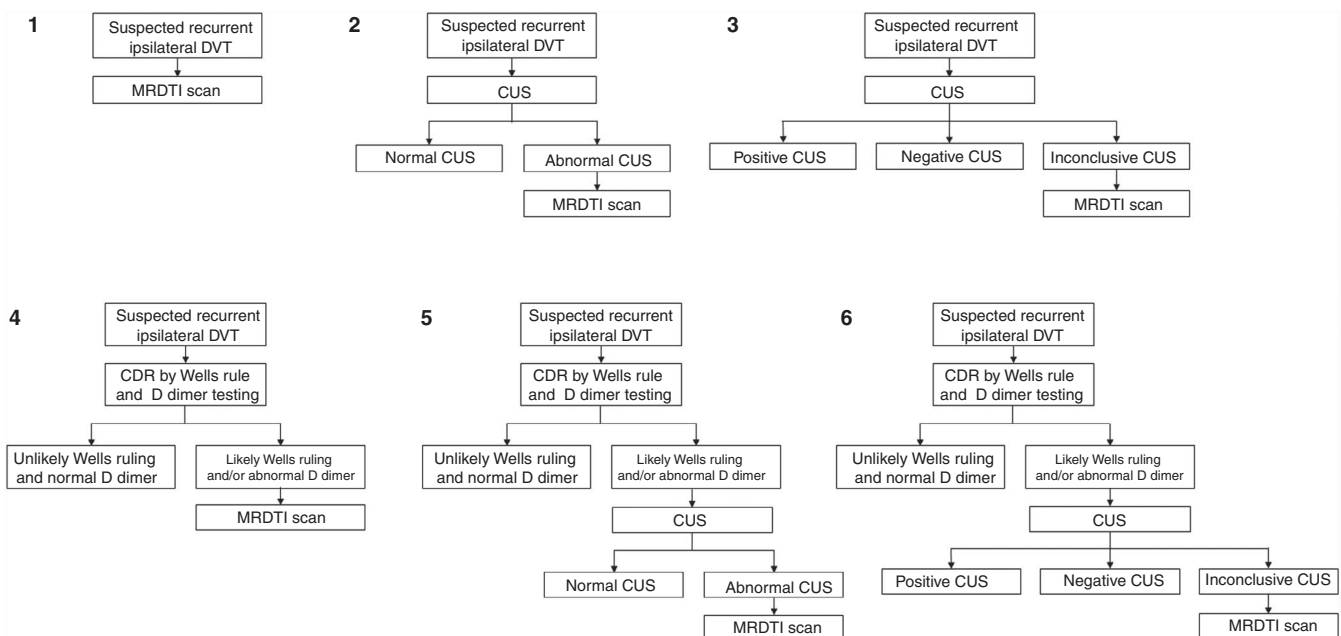 1
Suspected recurrent
ipsilateral DVT
MRDTI scan
2
Suspected recurrent
ipsilateral DVT
CUS
Normal CUS
Abnormal CUS
MRDTI scan
3
Suspected recurrent
ipsilateral DVT
CUS
Positive CUS
Negative CUS
Inconclusive CUS
MRDTI scan
4
Suspected recurrent
ipsilateral DVT
CDR by Wells rule
and D dimer testing
Unlikely Wells ruling
and normal D dimer
Likely Wells ruling
and/or abnormal D dimer
MRDTI scan
5
Suspected recurrent
ipsilateral DVT
CDR by Wells rule
and D dimer testing
Unlikely Wells ruling
and normal D dimer
Likely Wells ruling
and/or abnormal D dimer
CUS
Normal CUS
Abnormal CUS
MRDTI scan
6
Suspected recurrent
ipsilateral DVT
CDR by Wells rule
and D dimer testing
Unlikely Wells ruling
and normal D dimer
Likely Wells ruling
and/or abnormal D dimer
CUS
Positive CUS
Negative CUS
Inconclusive CUS
MRDTI scan